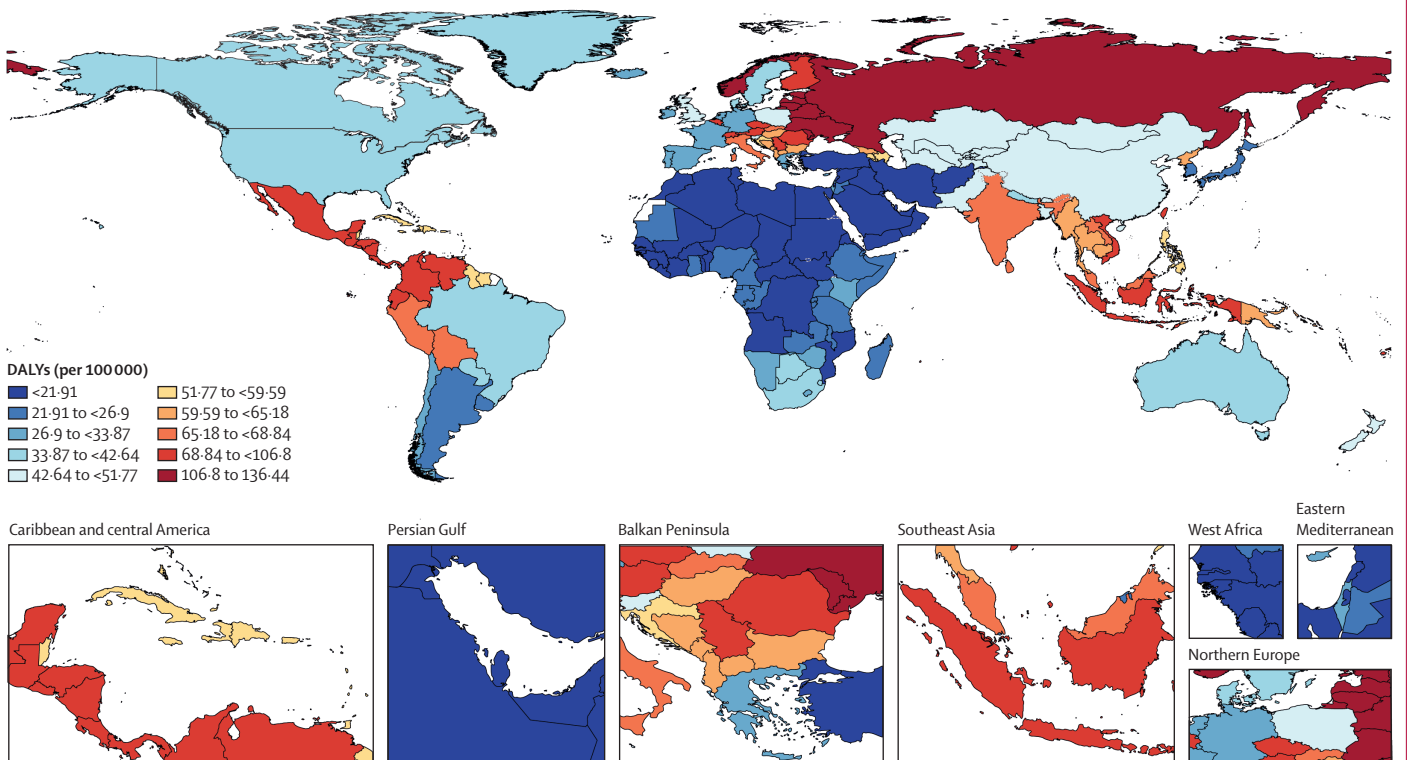 DALYs (per 100 000)
<21·91
21·91 to <26·9
26·9 to <33·87
33·87 to <42·64
42·64 to <51·77
51·77 to <59·59
59·59 to <65·18
65·18 to <68·84
68·84 to <106·8
106·8 to 136·44
Caribbean and central America
Persian Gulf
Balkan Peninsula
Southeast Asia
West Africa
Eastern
Mediterranean
Northern Europe